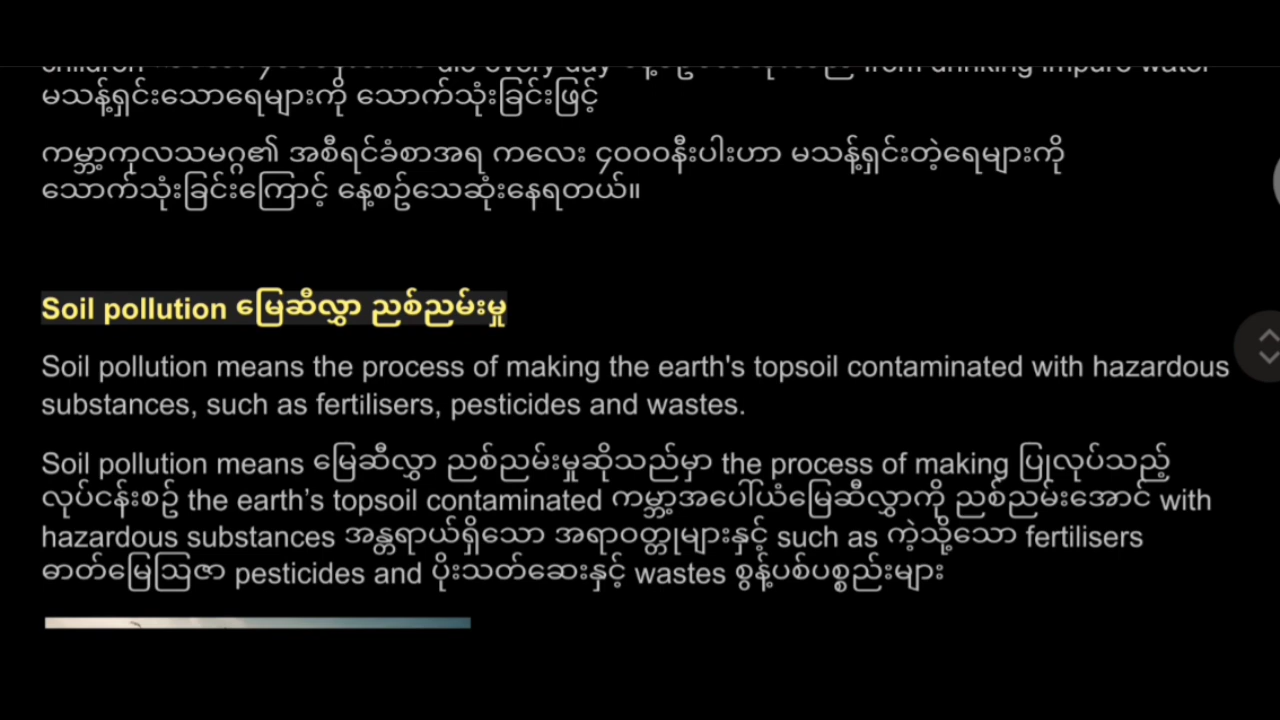 from drinking impure water
မသန့်ရှင်းသောရေများကို သောက်သုံးခြင်းဖြင့်
ကမ္ဘာ့ကုလသမဂ္ဂ၏ အစီရင်ခံစာအရ ကလေး ၄၀၀၀နီးပါးဟာ မသန့်ရှင်းတဲ့ရေများကို
သောက်သုံးခြင်းကြောင့် နေ့စဉ်သေဆုံးနေရတယ်။
Soil pollution မြေဆီလွှာ ညစ်ညမ်းမှု
Soil pollution means the process of making the earth's topsoil contaminated with hazardous
substances, such as fertilisers, pesticides and wastes.
Soil pollution means မြေဆီလွှာ ညစ်ညမ်းမှုဆိုသည်မှာ the process of making ပြုလုပ်သည့်
လုပ်ငန်းစဉ် the earth’s topsoil contaminated ကမ္ဘာ့အပေါ်ယံမြေဆီလွှာကို ညစ်ညမ်းအောင် with
hazardous substances အန္တရာယ်ရှိသော အရာဝတ္တုများနှင့် such as ကဲ့သို့သော fertilisers
ဓာတ်မြေသြဇာ pesticides and ပိုးသတ်ဆေးနှင့် wastes စွန့်ပစ်ပစ္စည်းများ